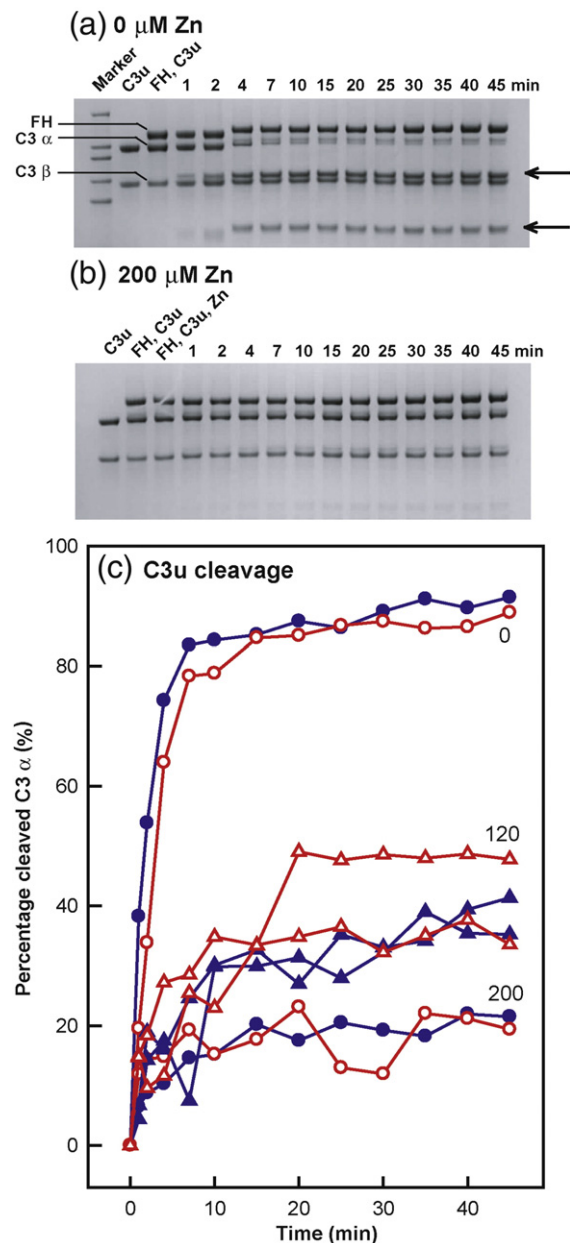 (a) 0 μM Zn
Marker
C3u
FH, C3u
1 2 4 7 10 15 20 25 30 35 40 45 min
FH
C3 α
C3 β
(b) 200 μM Zn
C3u
FH, C3u
FH, C3u, Zn
1 2 4 7 10 15 20 25 30 35 40 45 min
(c) C3u cleavage
100
80
60
40
20
0
Percentage cleaved C3 α (%)
0
120
200
0 10 20 30 40
Time (min)